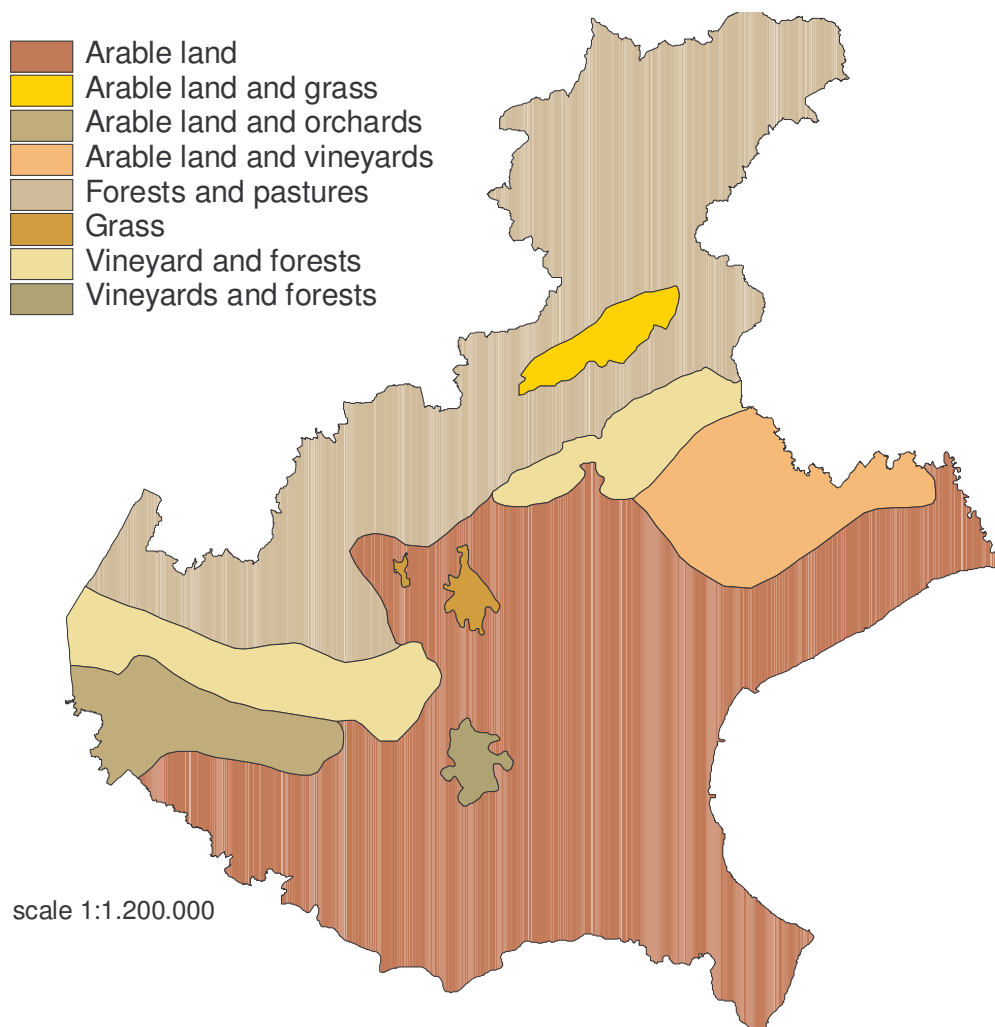 Arable land
Arable land and grass
Arable land and orchards
Arable land and vineyards
Forests and pastures
Grass
Vineyard and forests
Vineyards and forests
scale 1:1.200.000